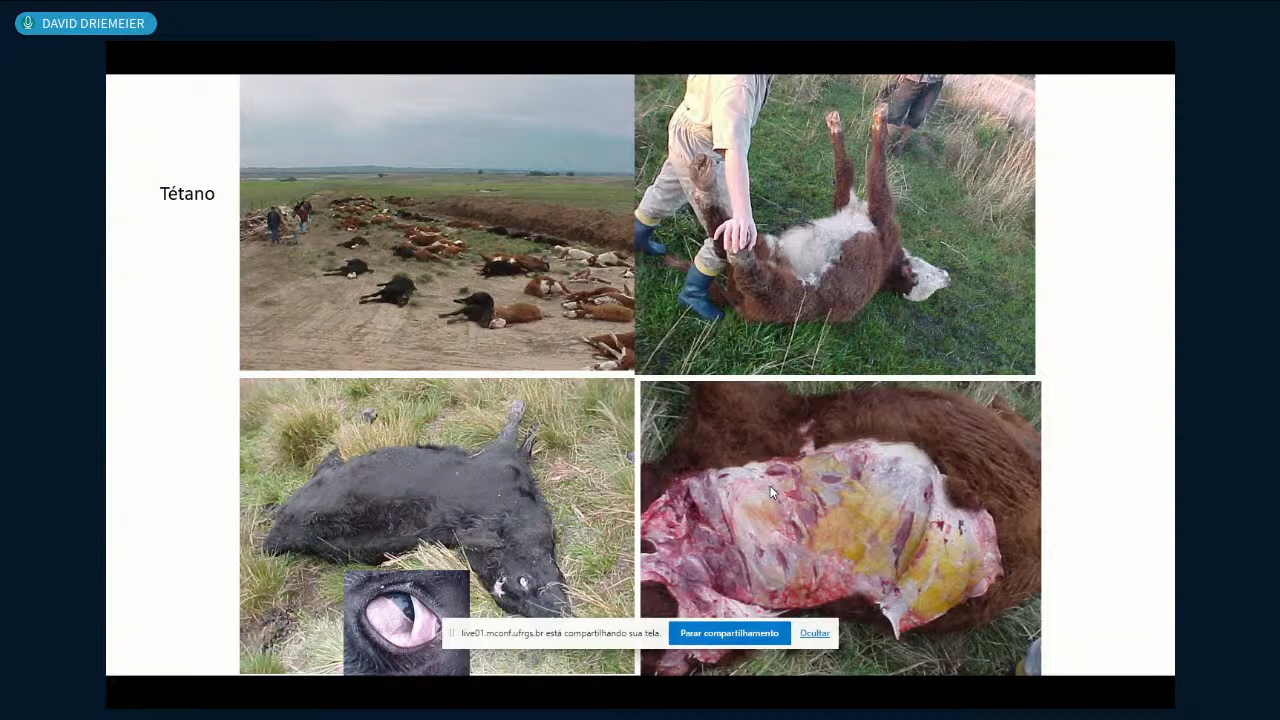 DAVID DRIEMEIER
Tétano
live01.mconf.ufrgs.br está compartilhando sua tela.
Parar compartilhamento
Ocultar